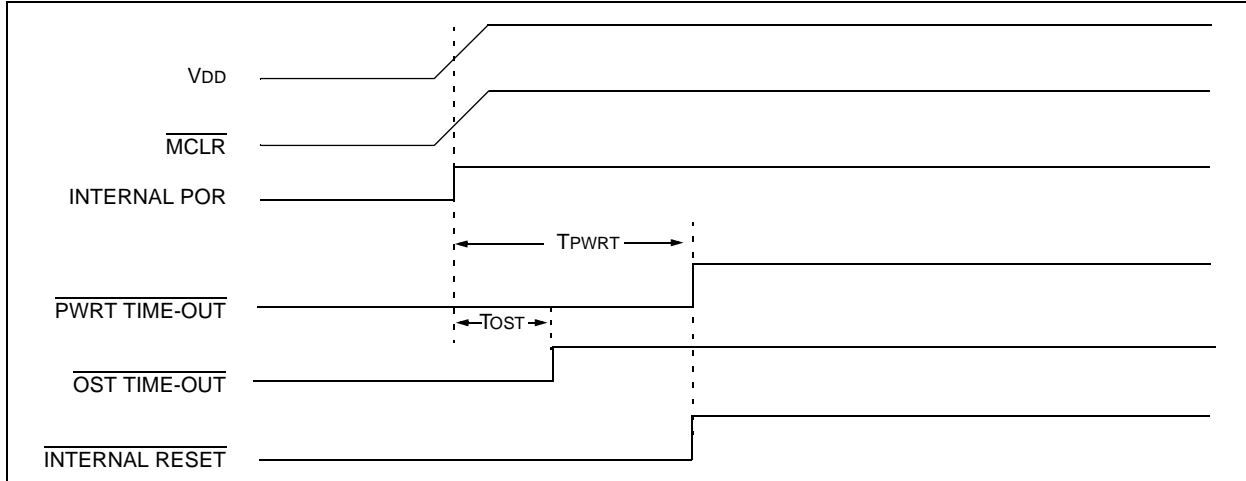 VDD
MCLR
INTERNAL POR
TPWRT
PWRT TIME-OUT
TOST
OST TIME-OUT
INTERNAL RESET